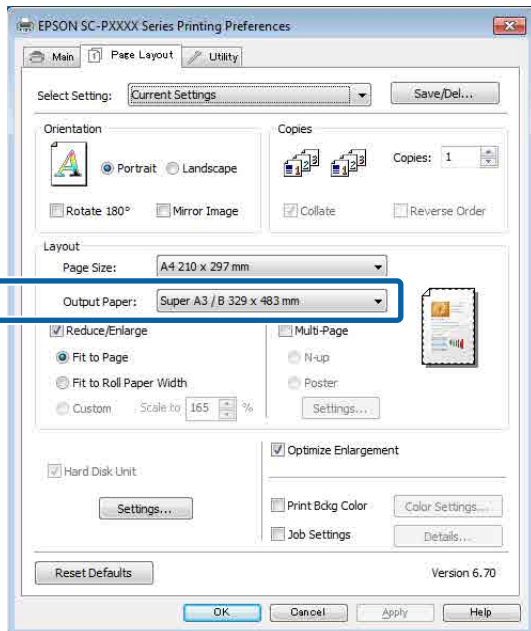 EPSON SC-PXXXX Series Printing Preferences
Main Page Layout Utility
Select Setting: Current Settings Save/Del...
Orientation
Portrait Landscape
Rotate 180° Mirror Image
Copies
Copies: 1
Collate Reverse Order
Layout
Page Size: A4 210 x 297 mm
Output Paper: Super A3 / B 329 x 483 mm
Reduce/Enlarge
Fit to Page
Fit to Roll Paper Width
Custom Scale to 165 %
Multi-Page
N-up
Poster
Settings...
Optimize Enlargement
Hard Disk Unit
Settings...
Print Bckg Color Color Settings...
Job Settings Details...
Reset Defaults Version 6.70
OK Cancel Apply Help